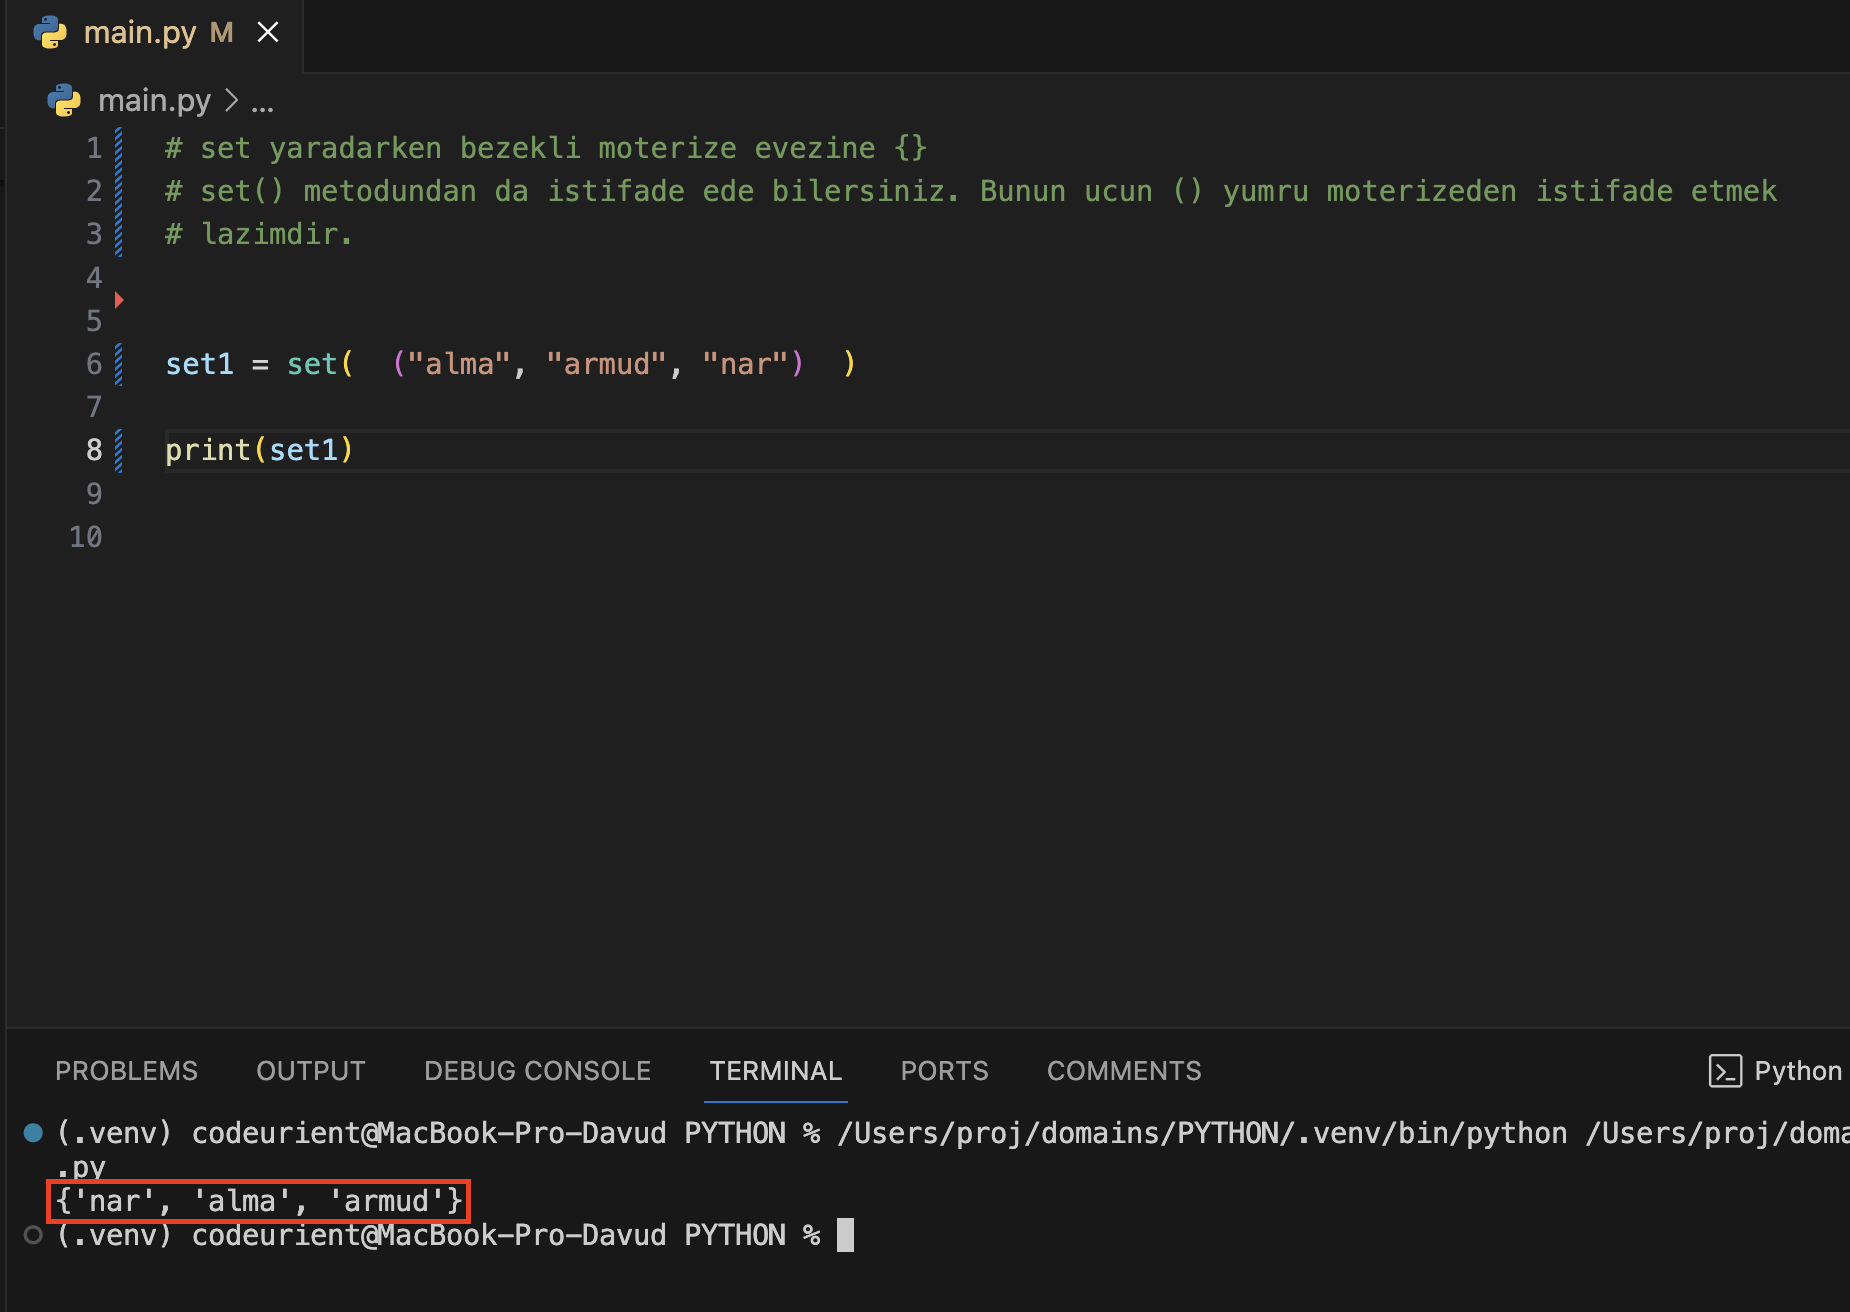 main.py M
main.py > ...
1 # set yaradarken bezekli moterize evezine {}
2 # set() metodundan da istifade ede bilersiniz. Bunun ucun () yumru moterizeden istifade etmek
3 # lazimdir.
4
5
6 set1 = set(  ("alma", "armud", "nar")  )
7
8 print(set1)
9
10
PROBLEMS OUTPUT DEBUG CONSOLE TERMINAL PORTS COMMENTS Python
(.venv) codeurient@MacBook-Pro-Davud PYTHON % /Users/proj/domains/PYTHON/.venv/bin/python /Users/proj/doma
.py
{'nar', 'alma', 'armud'}
(.venv) codeurient@MacBook-Pro-Davud PYTHON %